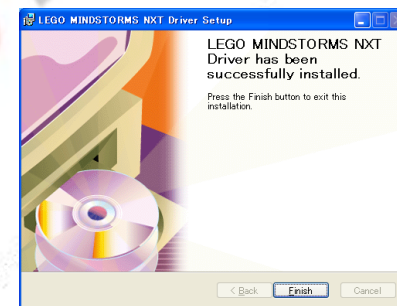 LEGO MINDSTORMS NXT Driver Setup
LEGO MINDSTORMS NXT
Driver has been
successfully installed.
Press the Finish button to exit this
installation.
< Back
Finish
Cancel